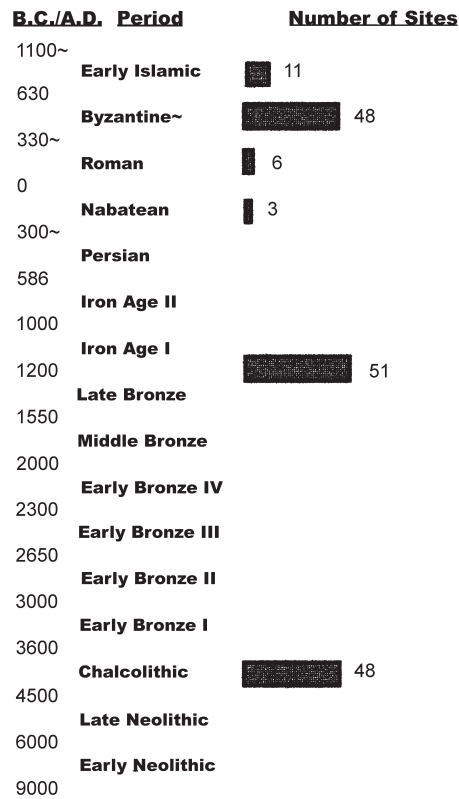 B.C./A.D. Period Number of Sites
1100~
Early Islamic 11
630
Byzantine~ 48
330~
Roman 6
0
Nabatean 3
300~
Persian
586
Iron Age II
1000
Iron Age I
1200 51
Late Bronze
1550
Middle Bronze
2000
Early Bronze IV
2300
Early Bronze III
2650
Early Bronze II
3000
Early Bronze I
3600
Chalcolithic 48
4500
Late Neolithic
6000
Early Neolithic
9000